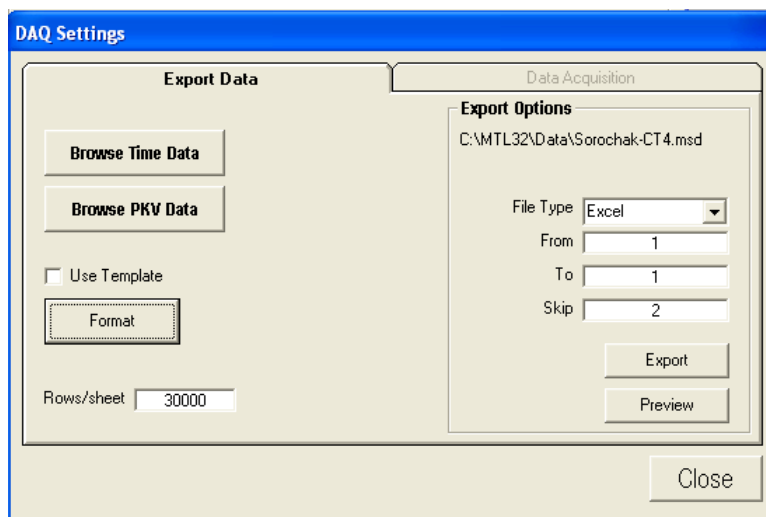 DAQ Settings
Export Data
Data Acquisition
Browse Time Data
Browse PKV Data
Use Template
Format
Rows/sheet 30000
Export Options
C:\MTL32\Data\Sorochak-CT4.msd
File Type Excel
From 1
To 1
Skip 2
Export
Preview
Close